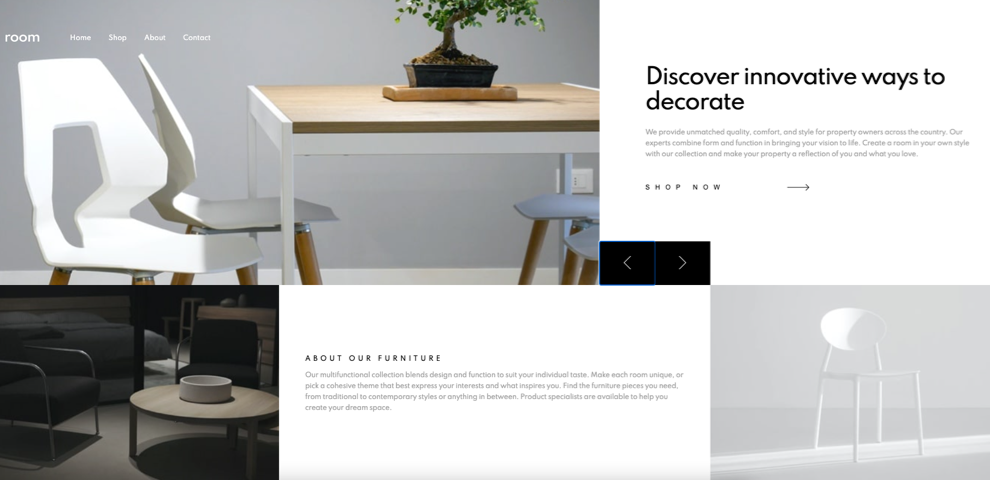 room
Home Shop About Contact
Discover innovative ways to
decorate
We provide unmatched quality, comfort, and style for property owners across the country. Our
experts combine form and function in bringing your vision to life. Create a room in your own style
with our collection and make your property a reflection of you and what you love.
SHOP NOW
ABOUT OUR FURNITURE
Our multifunctional collection blends design and function to suit your individual taste. Make each room unique, or
pick a cohesive theme that best express your interests and what inspires you. Find the furniture pieces you need,
from traditional to contemporary styles or anything in between. Product specialists are available to help you
create your dream space.